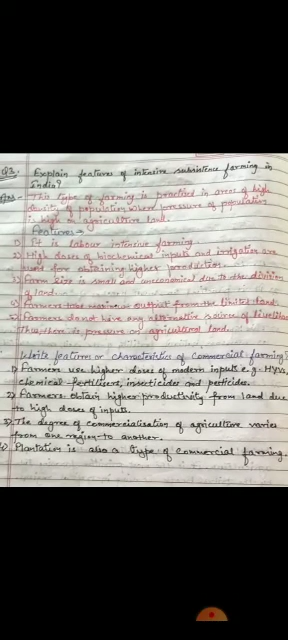 Q3. Explain features of intensive subsistence farming in
India?
Ans - This type of farming is practised in areas of high
density of population where pressure of population
is high on agriculture land.
Features -
1) It is labour intensive farming.
2) High doses of biochemical inputs and irrigation are
used for obtaining higher production.
3) Farm size is small and uneconomical due to the division
of land.
4) Farmers take maximum output from the limited land.
5) Farmers do not have any alternative source of livelihood
thus, there is pressure on agricultural land.
Write features or characteristics of commercial farming?
1) Farmers use higher doses of modern inputs e.g.- HYVs,
chemical fertilisers, insecticides and pesticides.
2) Farmers obtain higher productivity from land due
to high doses of inputs.
3) The degree of commercialisation of agriculture varies
from one region to another.
4) Plantation is also a type of commercial farming.